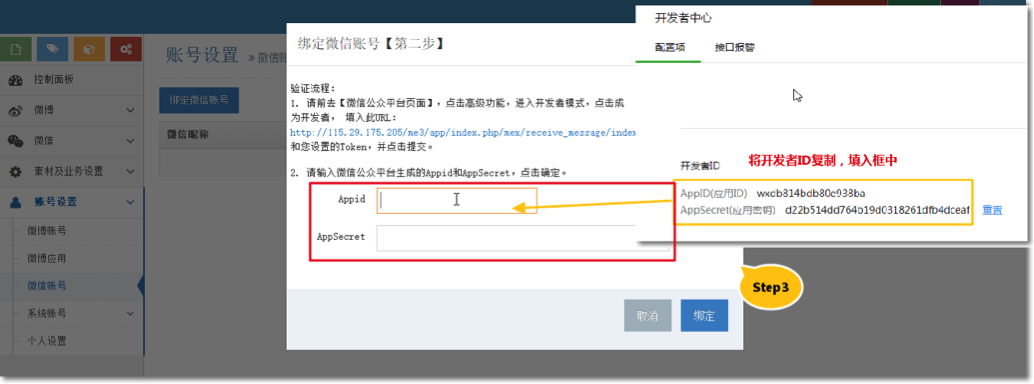 开发者中心
配置项 接口报警
开发者ID
将开发者ID复制，填入框中
AppID(应用ID) wxdb814bdb80c938ba
AppSecret(应用密钥) d22b514dd764b19d0318261dfb4dceaf 重置
账号设置
» 微信账
绑定微信账号
微信昵称
控制面板
微博
微信
素材及业务设置
账号设置
微博账号
微博应用
微信账号
系统账号
个人设置
绑定微信账号【第二步】
验证流程：
1. 请前去【微信公众平台页面】，点击高级功能，进入开发者模式，点击成
为开发者， 填入此URL：
http://115.29.175.205/me3/app/index.php/mex/receive_message/index
和您设置的Token，并点击提交。
2. 请输入微信公众平台生成的Appid和AppSecret，点击确定。
Appid
AppSecret
取消 绑定
Step3